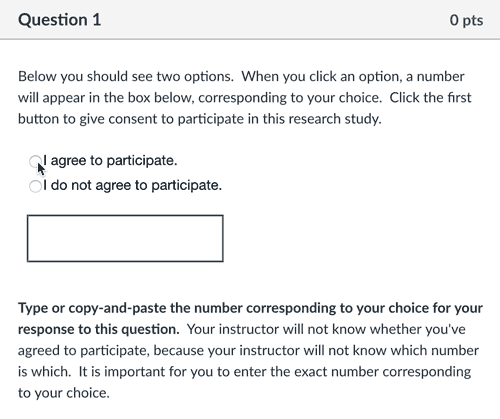 Question 1
0 pts
Below you should see two options.  When you click an option, a number
will appear in the box below, corresponding to your choice.  Click the first
button to give consent to participate in this research study.
I agree to participate.
I do not agree to participate.
Type or copy-and-paste the number corresponding to your choice for your
response to this question.  Your instructor will not know whether you've
agreed to participate, because your instructor will not know which number
is which.  It is important for you to enter the exact number corresponding
to your choice.